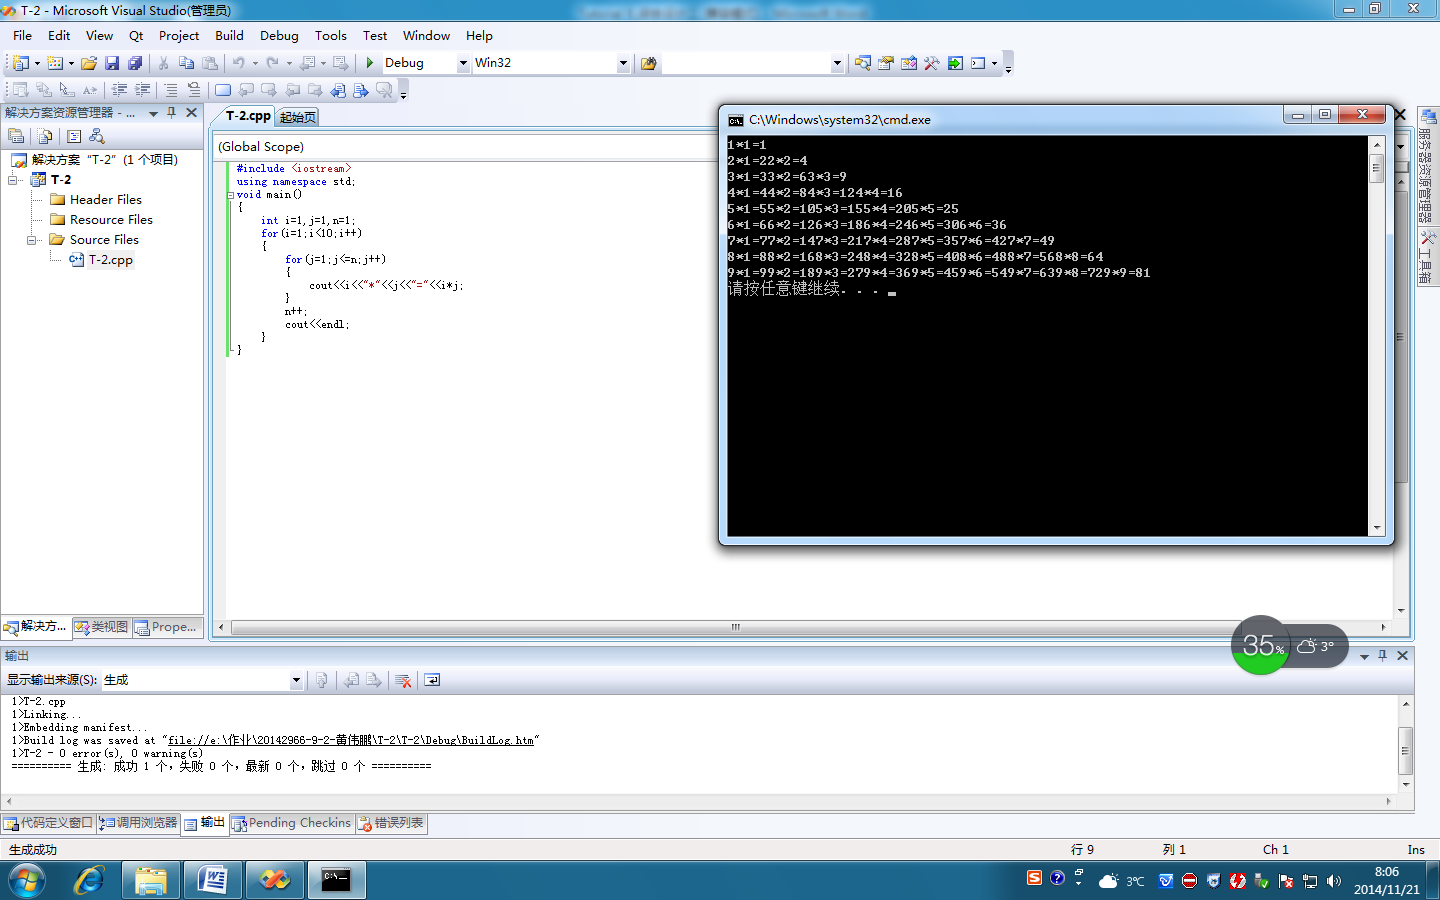 T-2 - Microsoft Visual Studio(管理员)
File Edit View Qt Project Build Debug Tools Test Window Help
Debug Win32
解决方案资源管理器 - ...
解决方案 "T-2" (1 个项目)
T-2
Header Files
Resource Files
Source Files
T-2.cpp
解决方... 类视图 Prope...
T-2.cpp 起始页
(Global Scope)
#include <iostream>
using namespace std;
void main()
{
int i=1,j=1,n=1;
for(i=1;i<10;i++)
{
for(j=1;j<=n;j++)
{
cout<<i<<"*"<<j<<"="<<i*j;
}
n++;
cout<<endl;
}
}
C:\Windows\system32\cmd.exe
1*1=1
2*1=22*2=4
3*1=33*2=63*3=9
4*1=44*2=84*3=124*4=16
5*1=55*2=105*3=155*4=205*5=25
6*1=66*2=126*3=186*4=246*5=306*6=36
7*1=77*2=147*3=217*4=287*5=357*6=427*7=49
8*1=88*2=168*3=248*4=328*5=408*6=488*7=568*8=64
9*1=99*2=189*3=279*4=369*5=459*6=549*7=639*8=729*9=81
请按任意键继续. . .
服务器资源管理器
工具箱
35% 3°
输出
显示输出来源(S): 生成
1>T-2.cpp
1>Linking...
1>Embedding manifest...
1>Build log was saved at "file://e:\作业\20142966-9-2-黄伟鹏\T-2\T-2\Debug\BuildLog.htm"
1>T-2 - 0 error(s), 0 warning(s)
========== 生成: 成功 1 个，失败 0 个，最新 0 个，跳过 0 个 ==========
代码定义窗口 调用浏览器 输出 Pending Checkins 错误列表
生成成功 行 9 列 1 Ch 1 Ins
3℃
8:06
2014/11/21